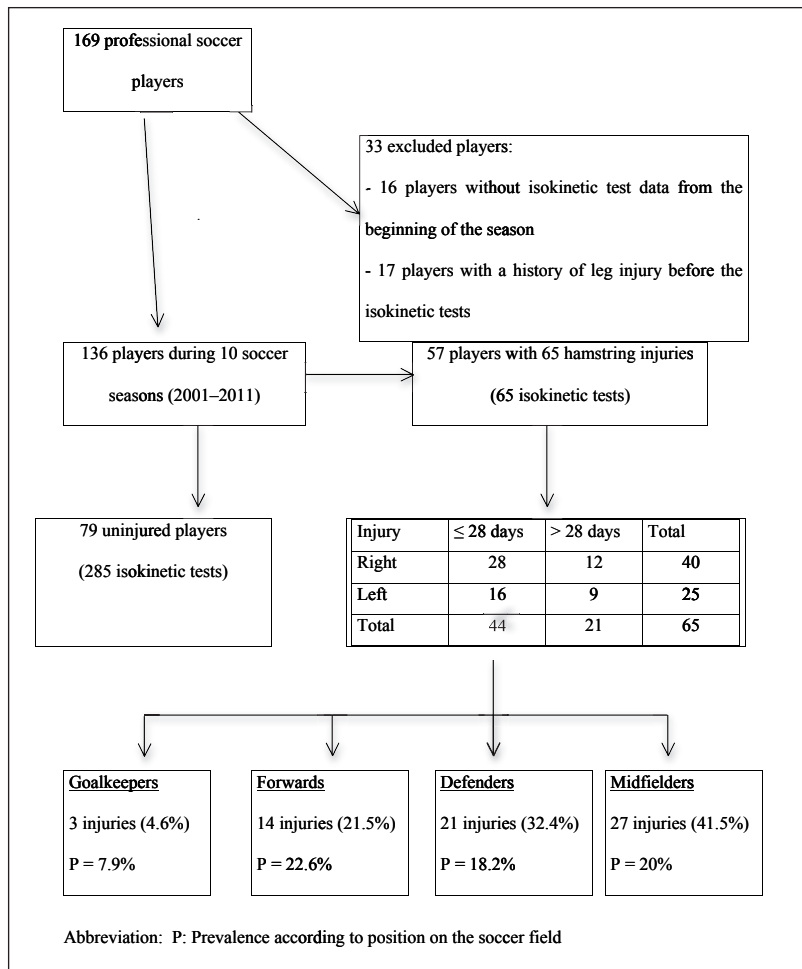 169 professional soccer
players
33 excluded players:
- 16 players without isokinetic test data from the
beginning of the season
- 17 players with a history of leg injury before the
isokinetic tests
136 players during 10 soccer
seasons (2001–2011)
57 players with 65 hamstring injuries
(65 isokinetic tests)
79 uninjured players
(285 isokinetic tests)
Injury ≤ 28 days > 28 days Total
Right 28 12 40
Left 16 9 25
Total 44 21 65
Goalkeepers
3 injuries (4.6%)
P = 7.9%
Forwards
14 injuries (21.5%)
P = 22.6%
Defenders
21 injuries (32.4%)
P = 18.2%
Midfielders
27 injuries (41.5%)
P = 20%
Abbreviation: P: Prevalence according to position on the soccer field